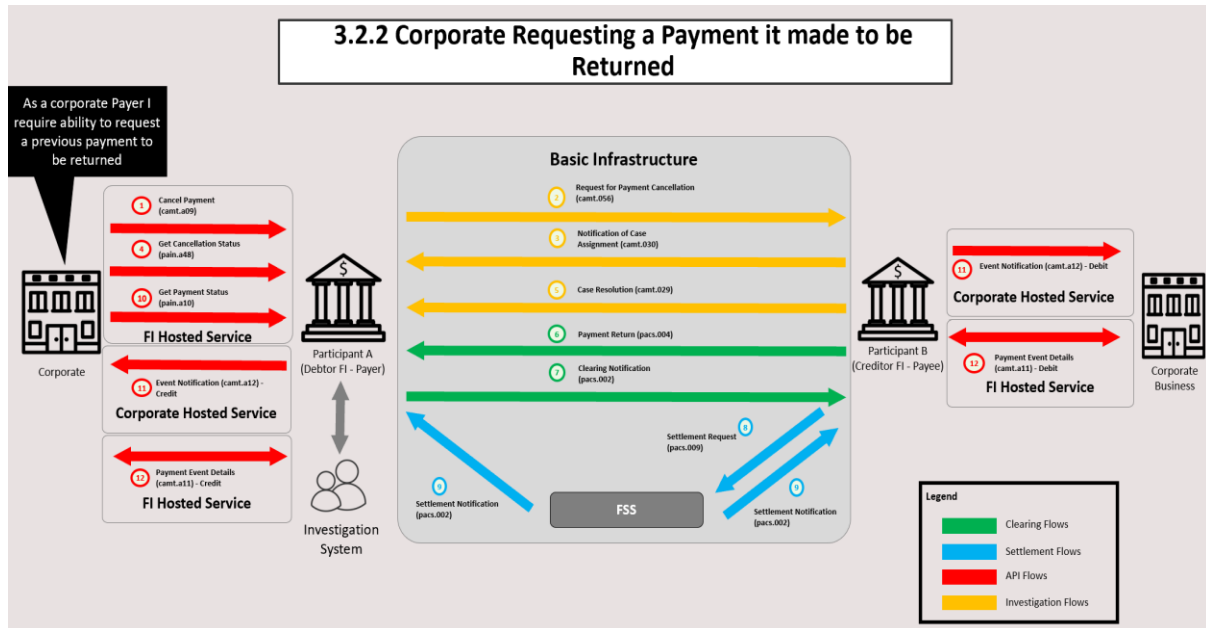 3.2.2 Corporate Requesting a Payment it made to be
Returned
As a corporate Payer I
require ability to request
a previous payment to
be returned
Basic Infrastructure
1
Cancel Payment
(camt.a09)
4
Get Cancellation Status
(pain.a48)
10
Get Payment Status
(pain.a10)
FI Hosted Service
Corporate
11
Event Notification (camt.a12) -
Credit
Corporate Hosted Service
12
Payment Event Details
(camt.a11) - Credit
FI Hosted Service
$
Participant A
(Debtor FI - Payer)
Investigation
System
2
Request for Payment Cancellation
(camt.056)
3
Notification of Case
Assignment (camt.030)
5
Case Resolution (camt.029)
6
Payment Return (pacs.004)
7
Clearing Notification
(pacs.002)
8
Settlement Request
(pacs.009)
9
Settlement Notification
(pacs.002)
9
Settlement Notification
(pacs.002)
FSS
$
Participant B
(Creditor FI - Payee)
11
Event Notification (camt.a12) - Debit
Corporate Hosted Service
12
Payment Event Details
(camt.a11) - Debit
FI Hosted Service
Corporate
Business
Legend
Clearing Flows
Settlement Flows
API Flows
Investigation Flows